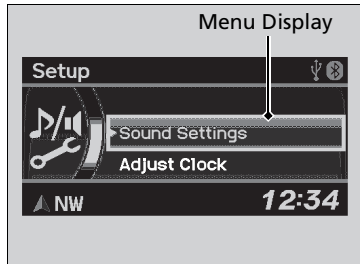 Menu Display
Setup
Sound Settings
Adjust Clock
NW
12:34